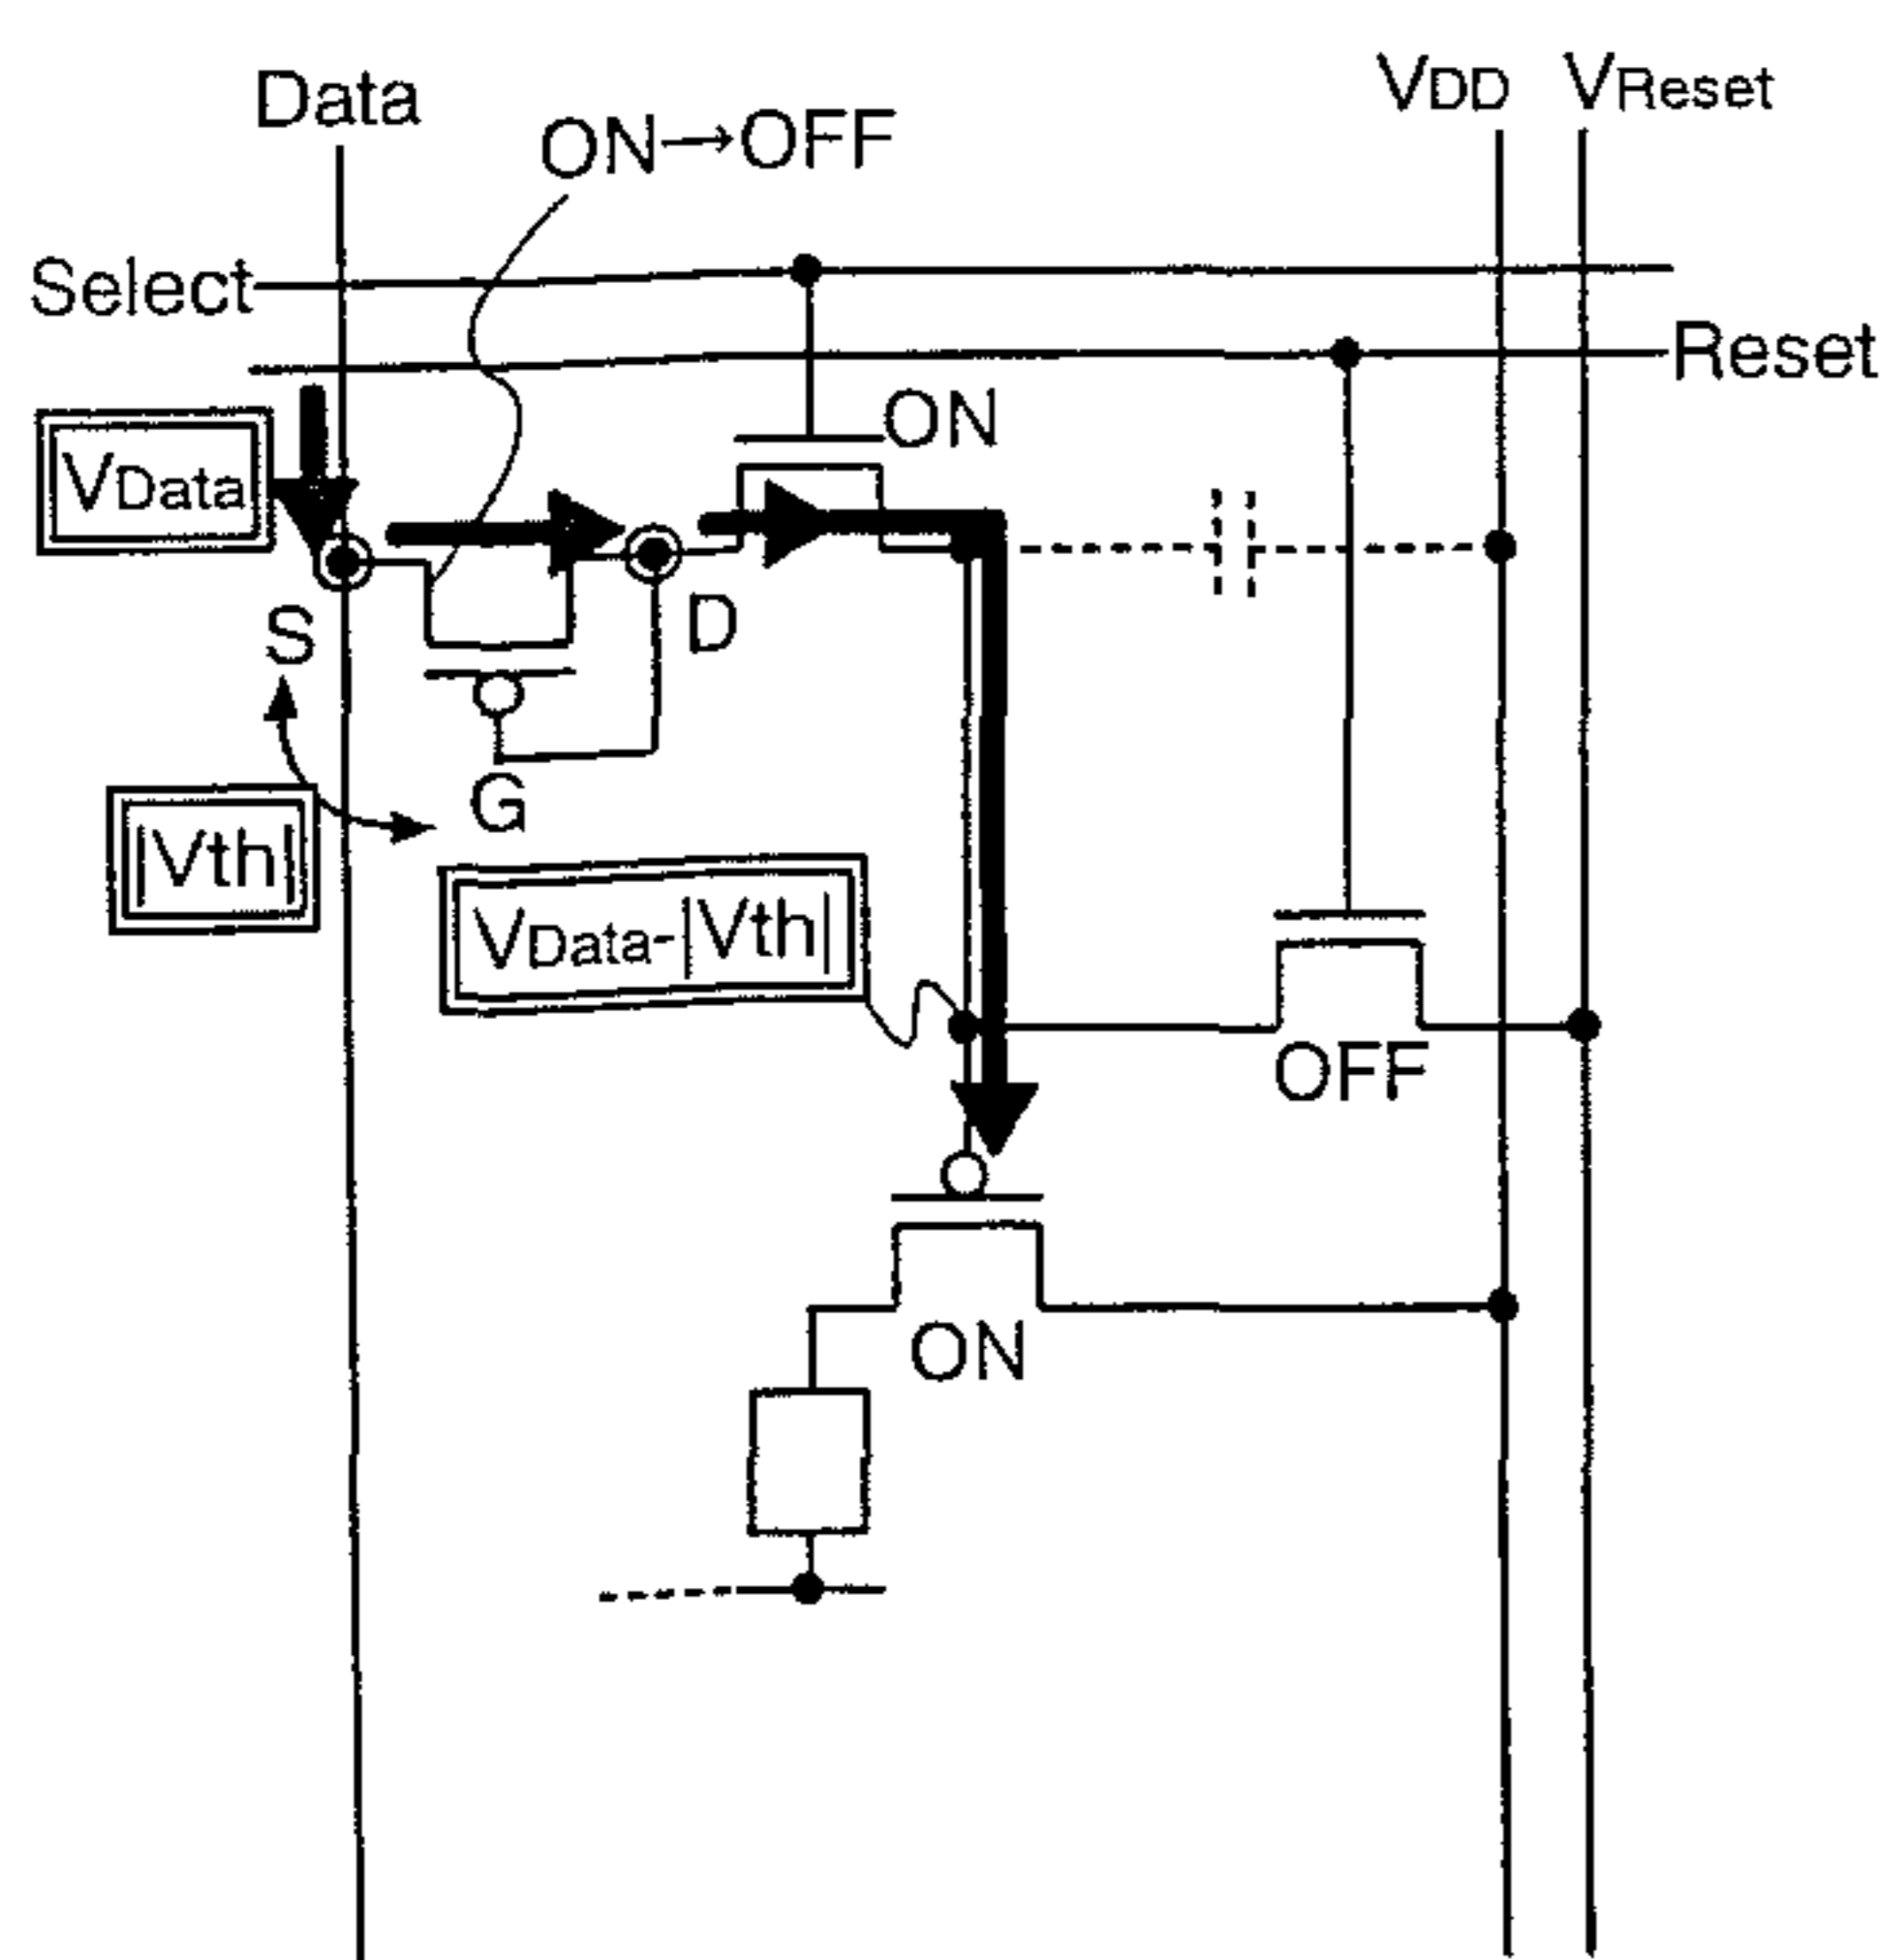 Data
VDD
VReset
ON→OFF
Select
Reset
ON
VData
S
D
|Vth|
G
VData-|Vth|
OFF
ON